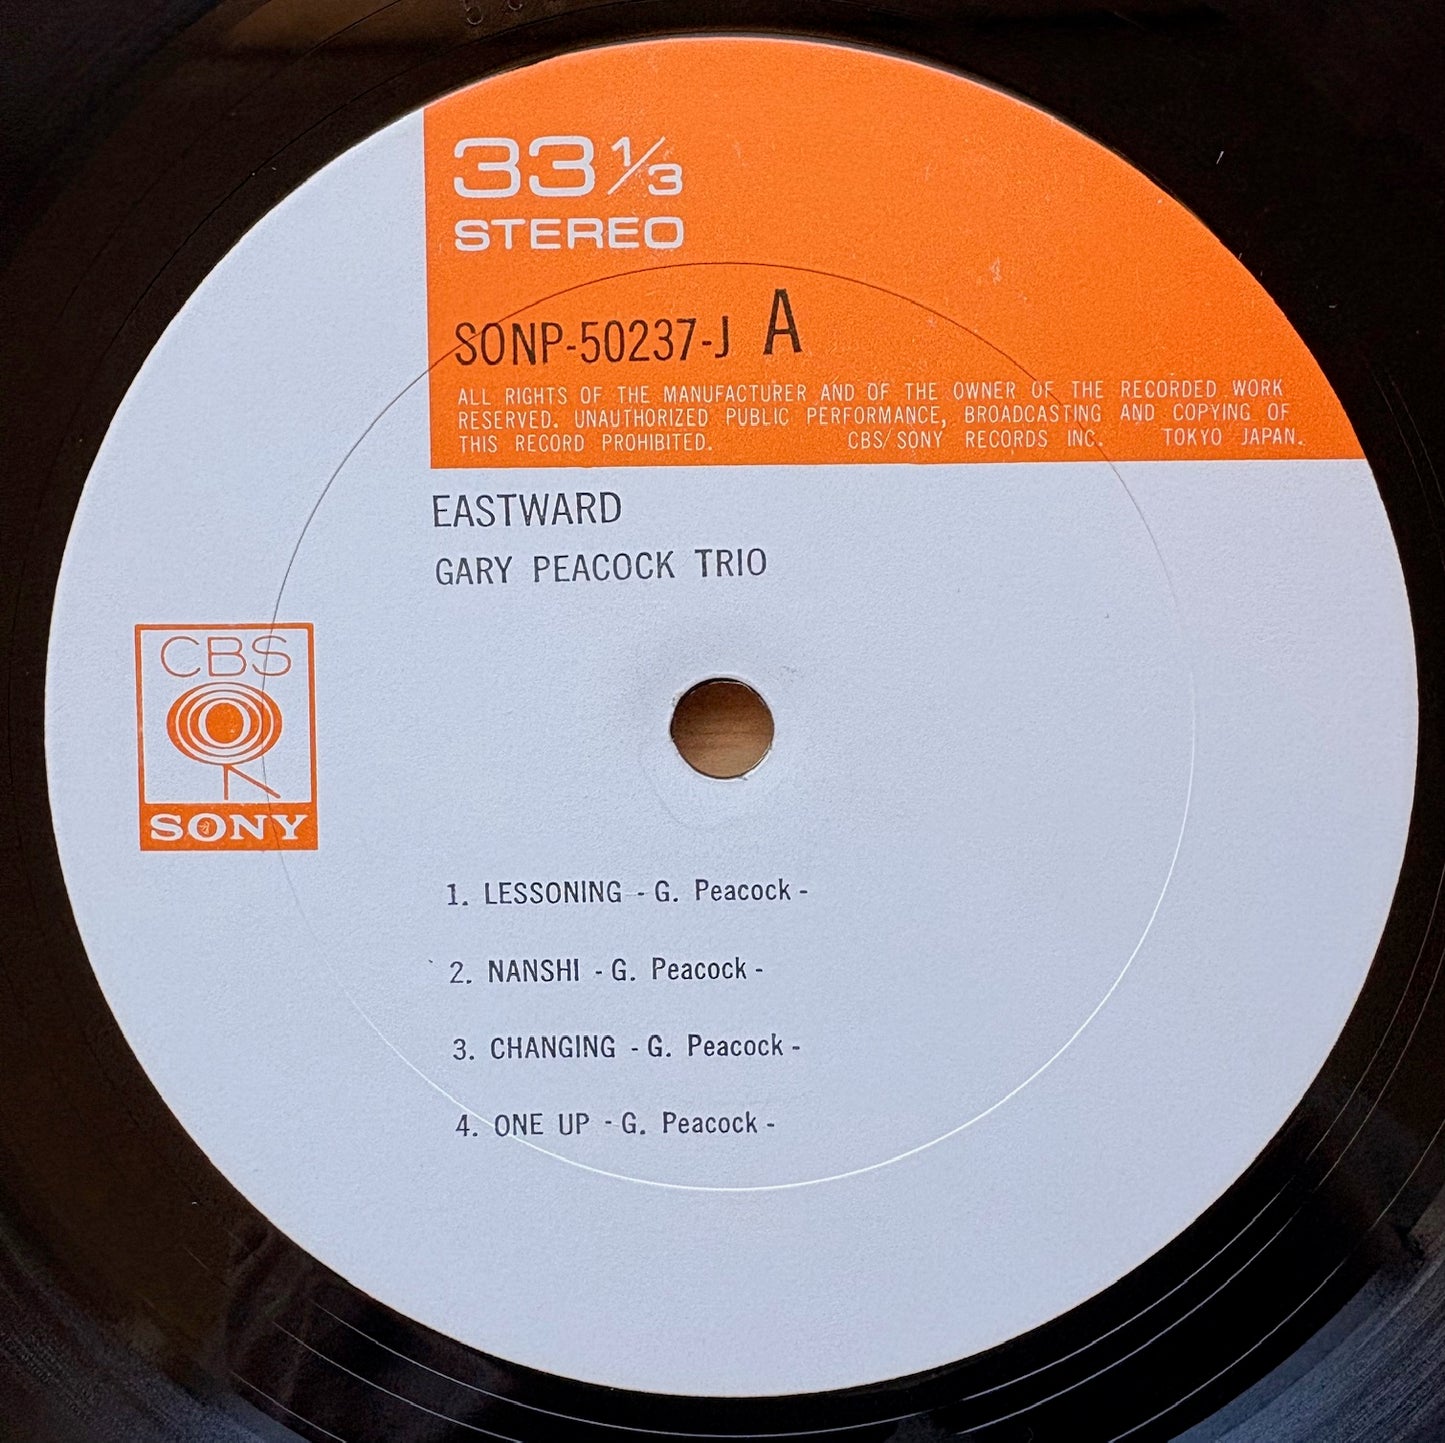 33 1/3
STEREO
SONP-50237-J A
ALL RIGHTS OF THE MANUFACTURER AND OF THE OWNER OF THE RECORDED WORK
RESERVED. UNAUTHORIZED PUBLIC PERFORMANCE, BROADCASTING AND COPYING OF
THIS RECORD PROHIBITED. CBS/SONY RECORDS INC. TOKYO JAPAN.
EASTWARD
GARY PEACOCK TRIO
CBS
SONY
1. LESSONING - G. Peacock -
2. NANSHI - G. Peacock -
3. CHANGING - G. Peacock -
4. ONE UP - G. Peacock -